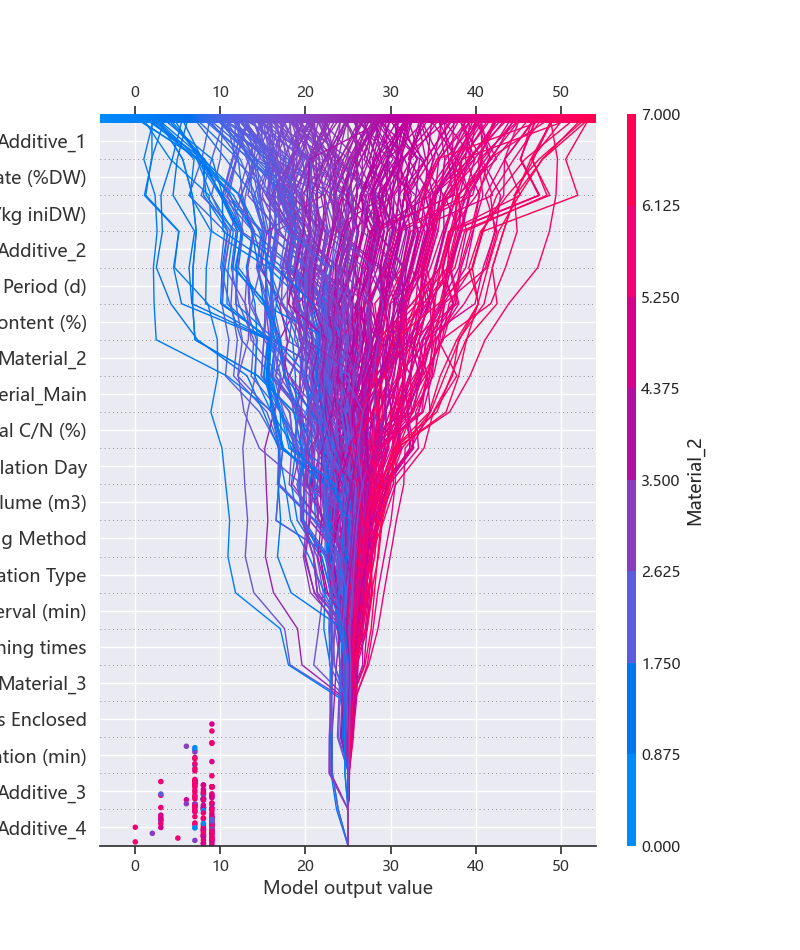 0 10 20 30 40 50
Additive_1
ate (%DW)
/kg iniDW)
Additive_2
Period (d)
ontent (%)
Material_2
erial_Main
al C/N (%)
lation Day
lume (m3)
g Method
ation Type
erval (min)
ning times
Material_3
s Enclosed
ation (min)
Additive_3
Additive_4
0 10 20 30 40 50
Model output value
7.000
6.125
5.250
4.375
3.500
2.625
1.750
0.875
0.000
Material_2